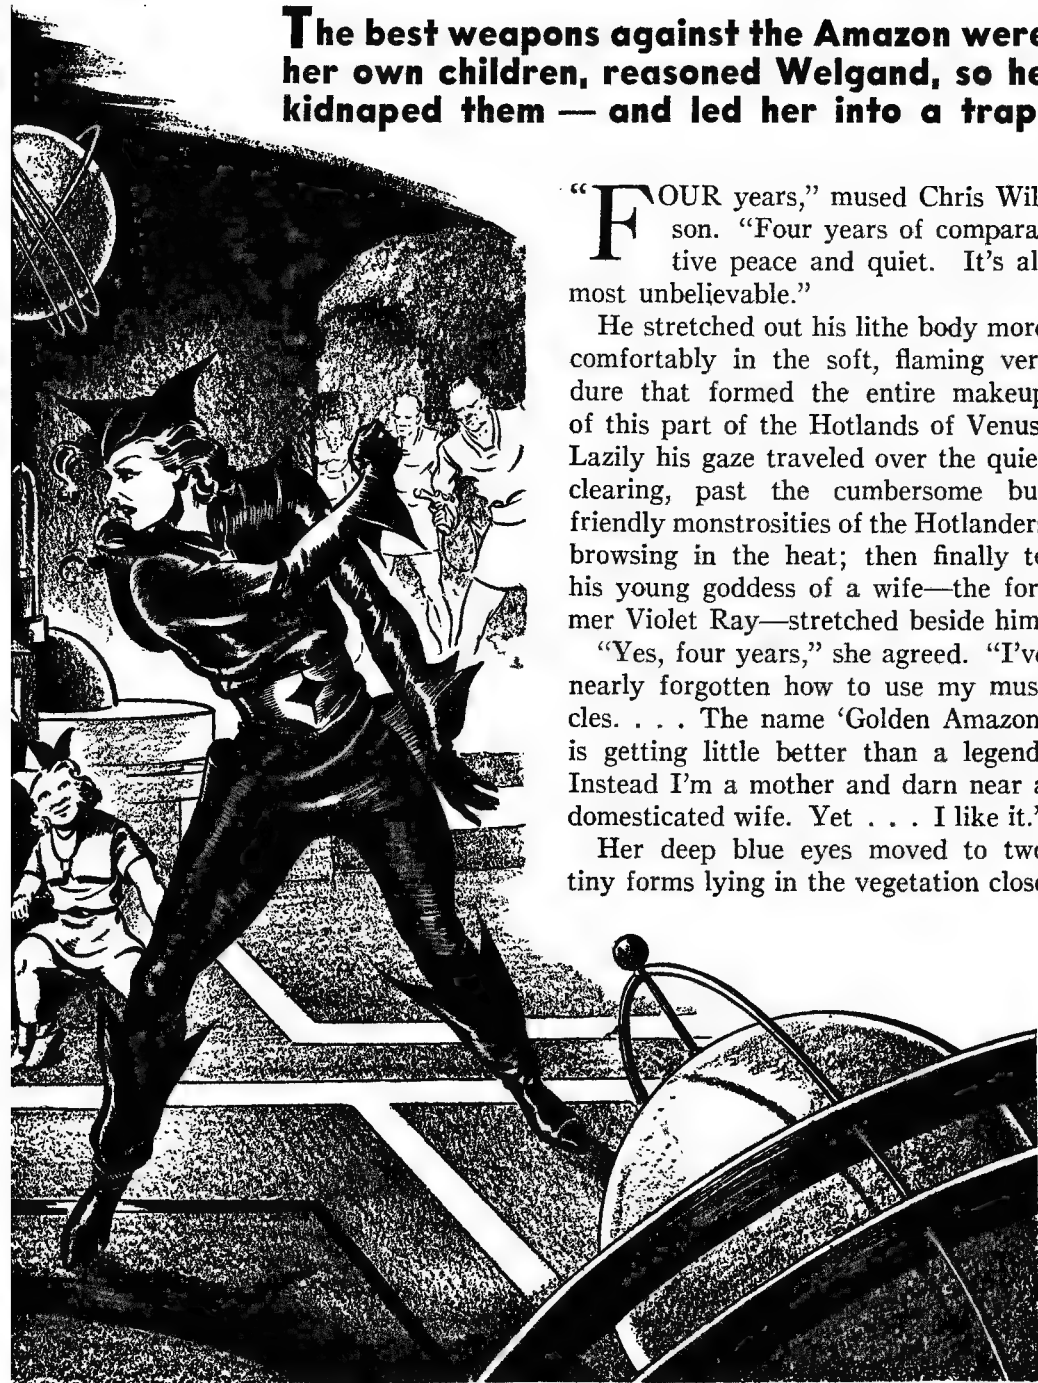 The best weapons against the Amazon were
her own children, reasoned Welgand, so he
kidnaped them — and led her into a trap
“FOUR years,” mused Chris Wil
son. “Four years of compara
tive peace and quiet. It’s al
most unbelievable.”
He stretched out his lithe body more
comfortably in the soft, flaming ver
dure that formed the entire makeup
of this part of the Hotlands of Venus
Lazily his gaze traveled over the quie
clearing, past the cumbersome bu
friendly monstrosities of the Hotlanders
browsing in the heat; then finally to
his young goddess of a wife—the for
mer Violet Ray—stretched beside him
“Yes, four years,” she agreed. “I’ve
nearly forgotten how to use my mus
cles. . . . The name ‘Golden Amazon
is getting little better than a legend
Instead I’m a mother and darn near a
domesticated wife. Yet . . . I like it.”
Her deep blue eyes moved to two
tiny forms lying in the vegetation close